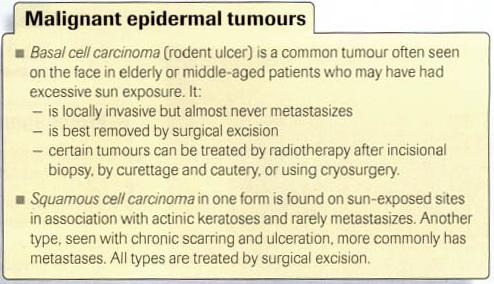 Malignant epidermal tumours
■ Basal cell carcinoma (rodent ulcer) is a common tumour often seen
on the face in elderly or middle-aged patients who may have had
excessive sun exposure. It:
– is locally invasive but almost never metastasizes
– is best removed by surgical excision
– certain tumours can be treated by radiotherapy after incisional
biopsy, by curettage and cautery, or using cryosurgery.
■ Squamous cell carcinoma in one form is found on sun-exposed sites
in association with actinic keratoses and rarely metastasizes. Another
type, seen with chronic scarring and ulceration, more commonly has
metastases. All types are treated by surgical excision.